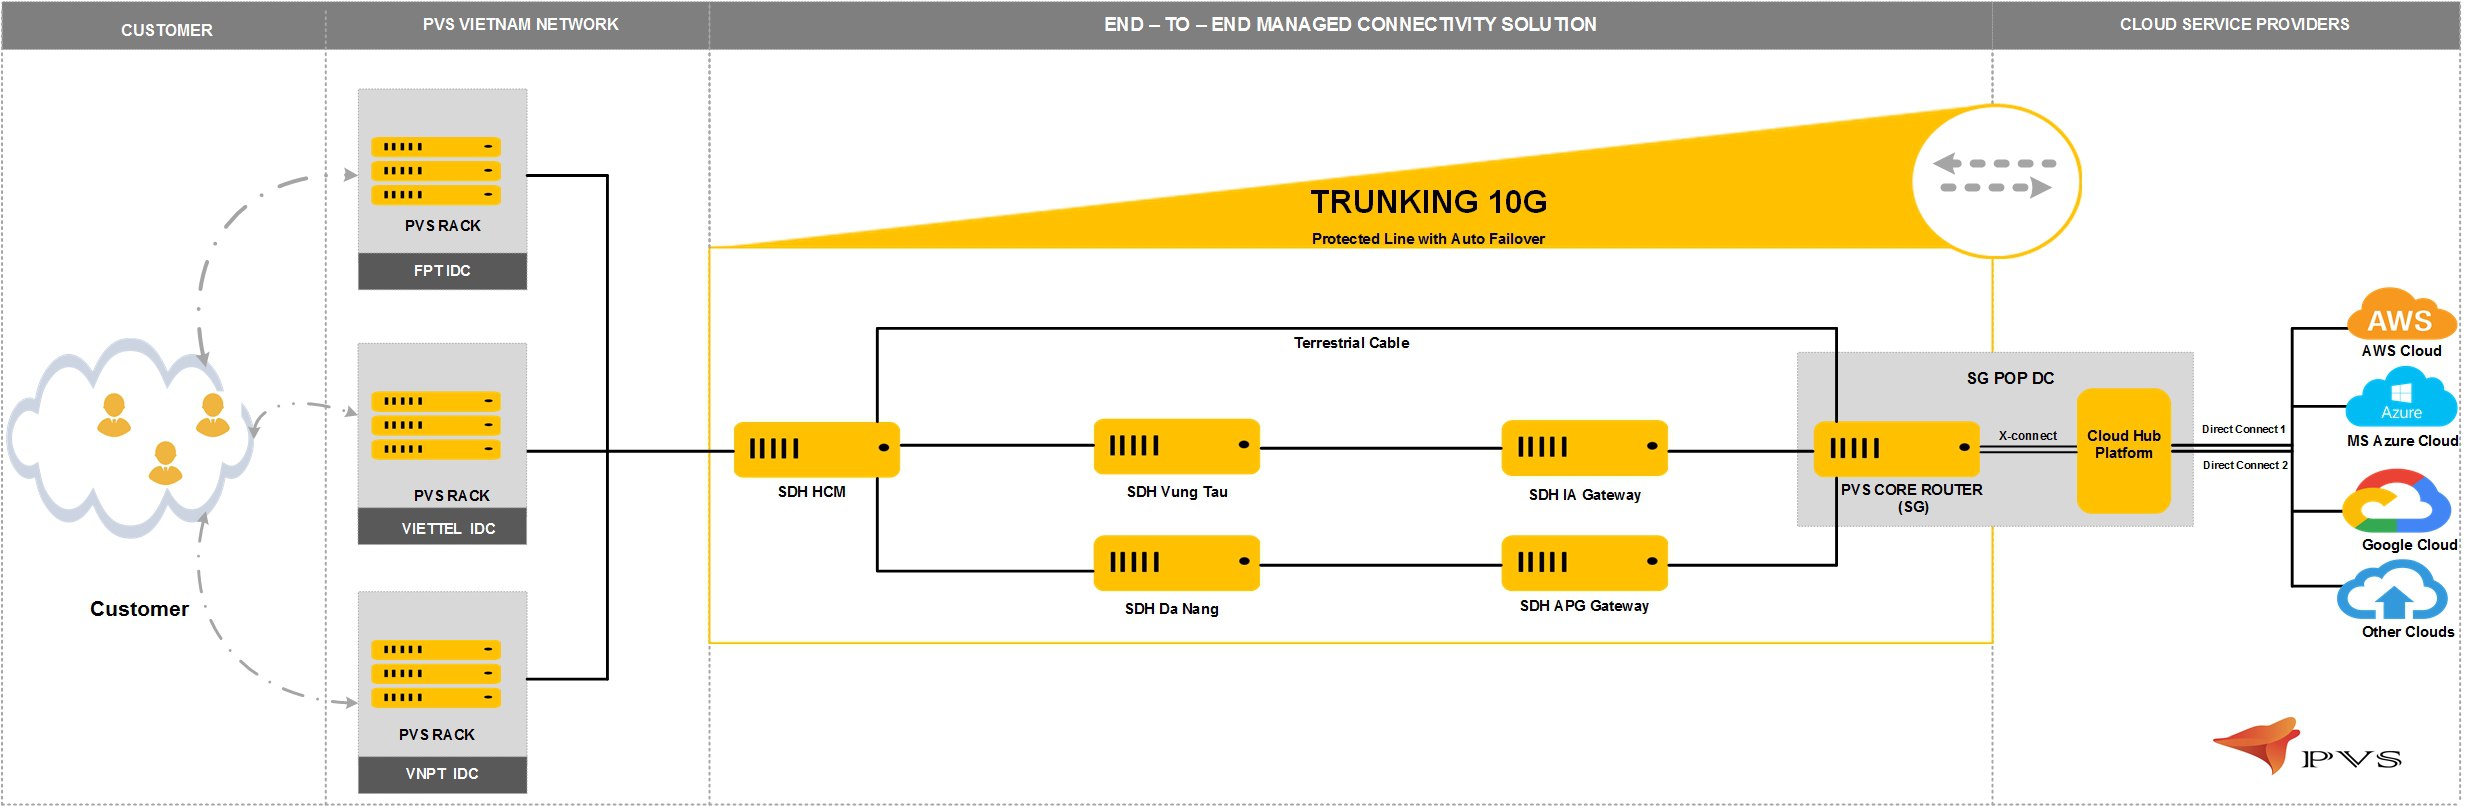 CUSTOMER
PVS VIETNAM NETWORK
END – TO – END MANAGED CONNECTIVITY SOLUTION
CLOUD SERVICE PROVIDERS
PVS RACK
FPT IDC
PVS RACK
VIETTEL IDC
PVS RACK
VNPT IDC
Customer
TRUNKING 10G
Protected Line with Auto Failover
Terrestrial Cable
SDH HCM
SDH Vung Tau
SDH IA Gateway
SDH Da Nang
SDH APG Gateway
SG POP DC
PVS CORE ROUTER
(SG)
X-connect
Cloud Hub
Platform
Direct Connect 1
Direct Connect 2
AWS
AWS Cloud
Azure
MS Azure Cloud
Google Cloud
Other Clouds
PVS